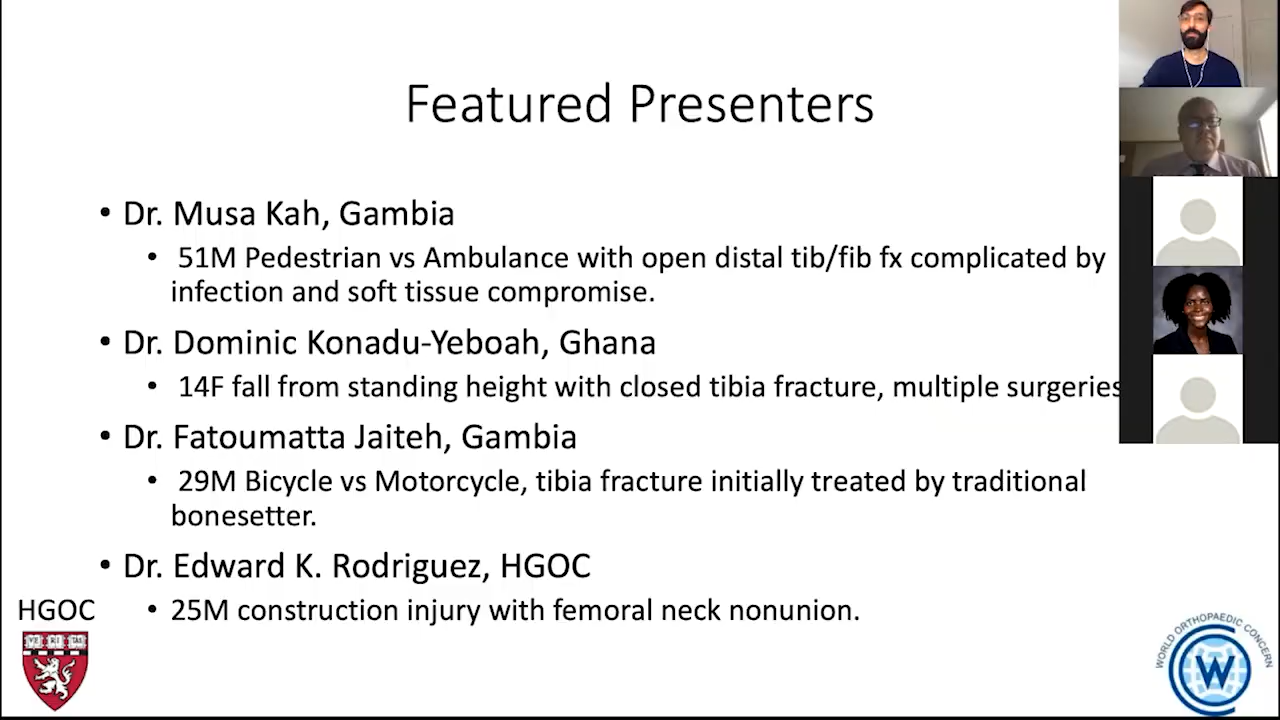 Featured Presenters
• Dr. Musa Kah, Gambia
• 51M Pedestrian vs Ambulance with open distal tib/fib fx complicated by
infection and soft tissue compromise.
• Dr. Dominic Konadu-Yeboah, Ghana
• 14F fall from standing height with closed tibia fracture, multiple surgeries
• Dr. Fatoumatta Jaiteh, Gambia
• 29M Bicycle vs Motorcycle, tibia fracture initially treated by traditional
bonesetter.
• Dr. Edward K. Rodriguez, HGOC
• 25M construction injury with femoral neck nonunion.
HGOC
VE RI TAS
WORLD ORTHOPAEDIC CONCERN
W